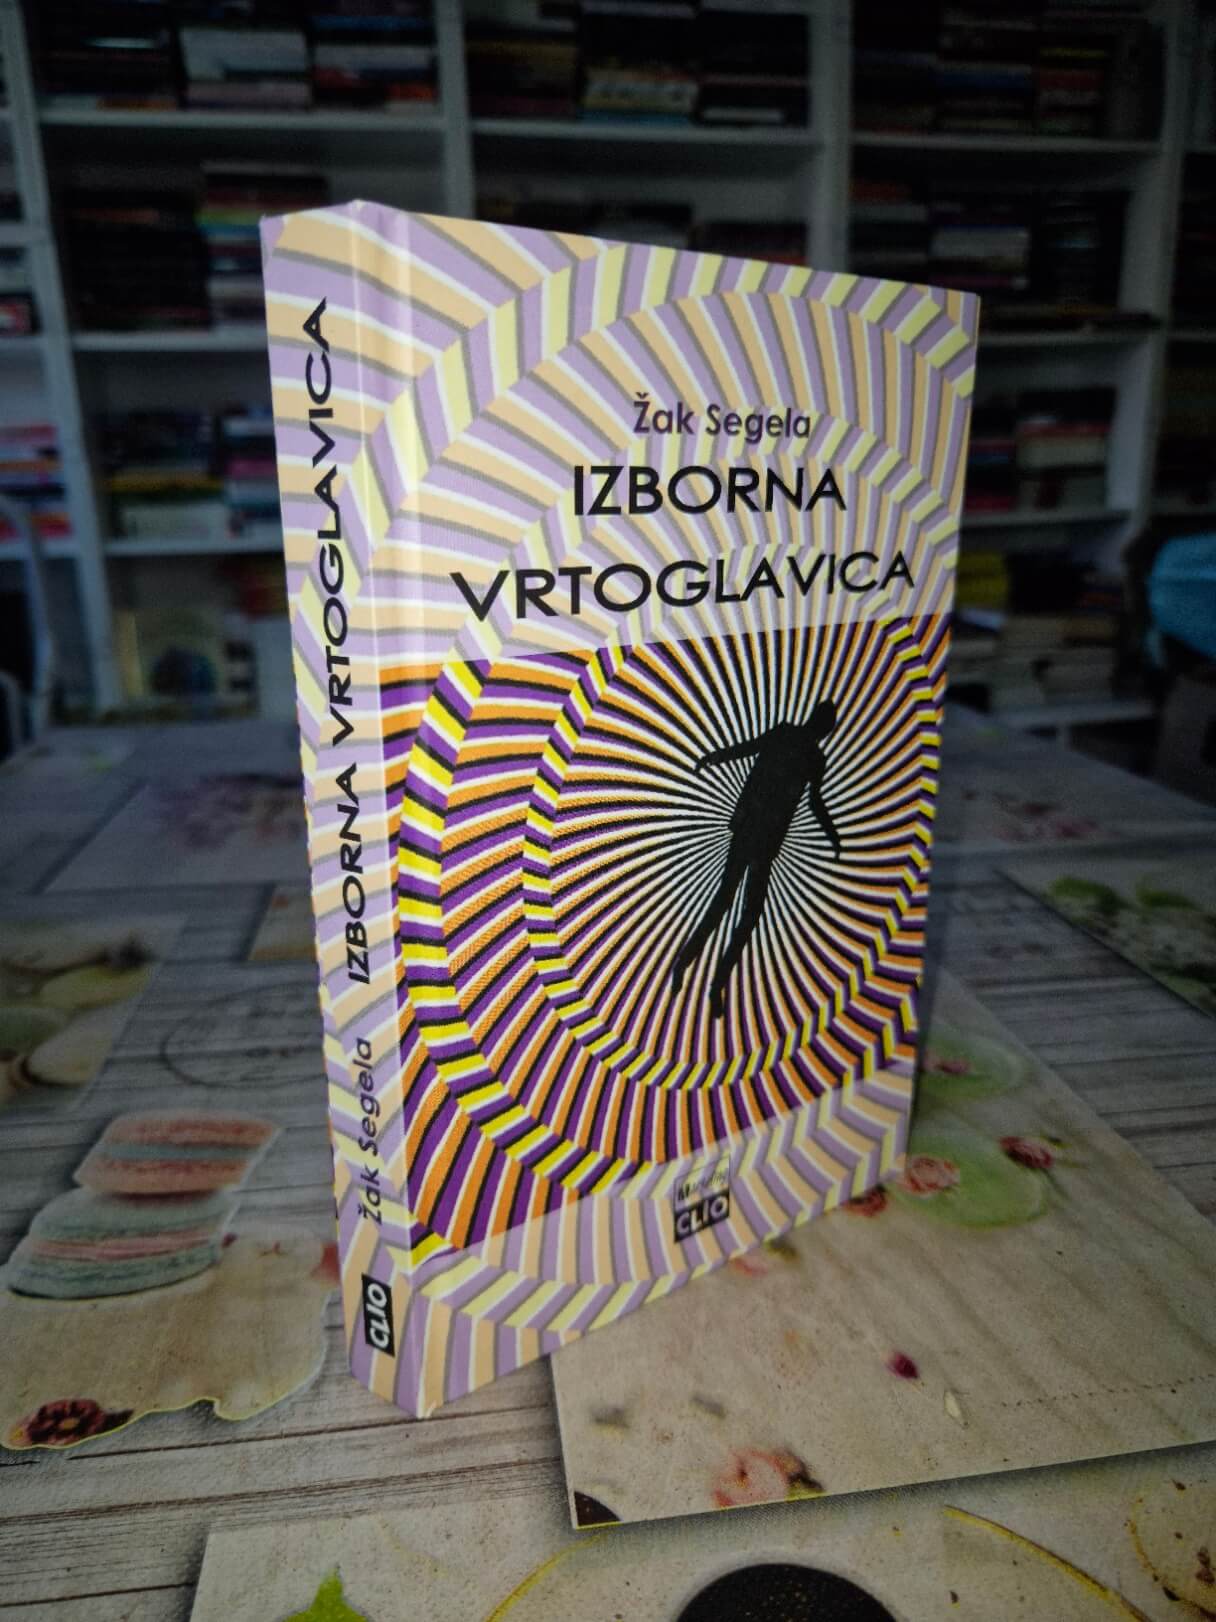 Žak Segela
IZBORNA
VRTOGLAVICA
CLIO
IZBORNA VRTOGLAVICA
Žak Segela
CLIO